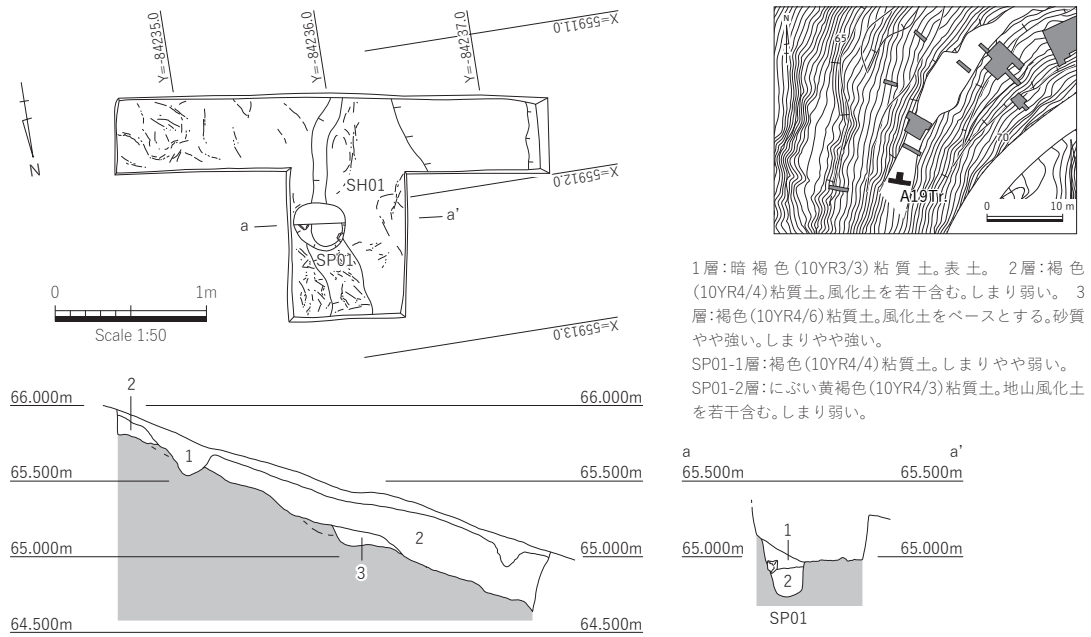 Y=-84235.0
Y=-84236.0
Y=-84237.0
X=-55911.0
X=-55912.0
X=-55913.0
N
SH01
a
a'
SP01
0
1m
Scale 1:50
N
65
70
A19Tr.
0
10 m
1層:暗褐色(10YR3/3)粘質土。表土。 2層:褐色
(10YR4/4)粘質土。風化土を若干含む。しまり弱い。 3
層:褐色(10YR4/6)粘質土。風化土をベースとする。砂質
やや強い。しまりやや強い。
SP01-1層:褐色(10YR4/4)粘質土。しまりやや弱い。
SP01-2層:にぶい黄褐色(10YR4/3)粘質土。地山風化土
を若干含む。しまり弱い。
2
66.000m
66.000m
1
65.500m
65.500m
2
65.000m
65.000m
3
64.500m
64.500m
a
a'
65.500m
65.500m
1
65.000m
65.000m
2
SP01